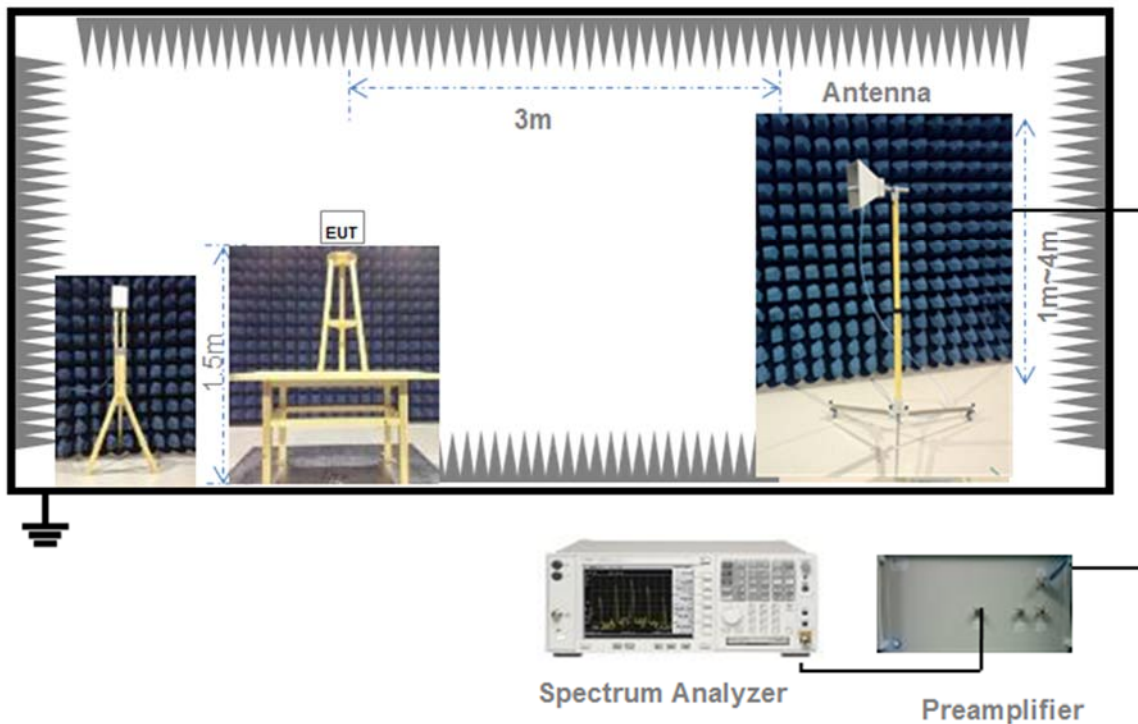 Antenna
3m
EUT
1.5m
1m~4m
Spectrum Analyzer
Preamplifier